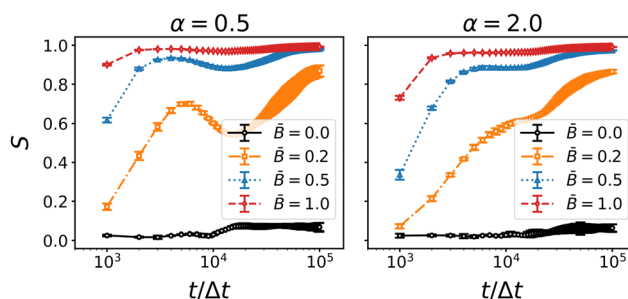 α = 0.5
α = 2.0
S
1.0
0.8
0.6
0.4
0.2
0.0
B̄ = 0.0
B̄ = 0.2
B̄ = 0.5
B̄ = 1.0
B̄ = 0.0
B̄ = 0.2
B̄ = 0.5
B̄ = 1.0
10³ 10⁴ 10⁵
10³ 10⁴ 10⁵
t/Δt
t/Δt